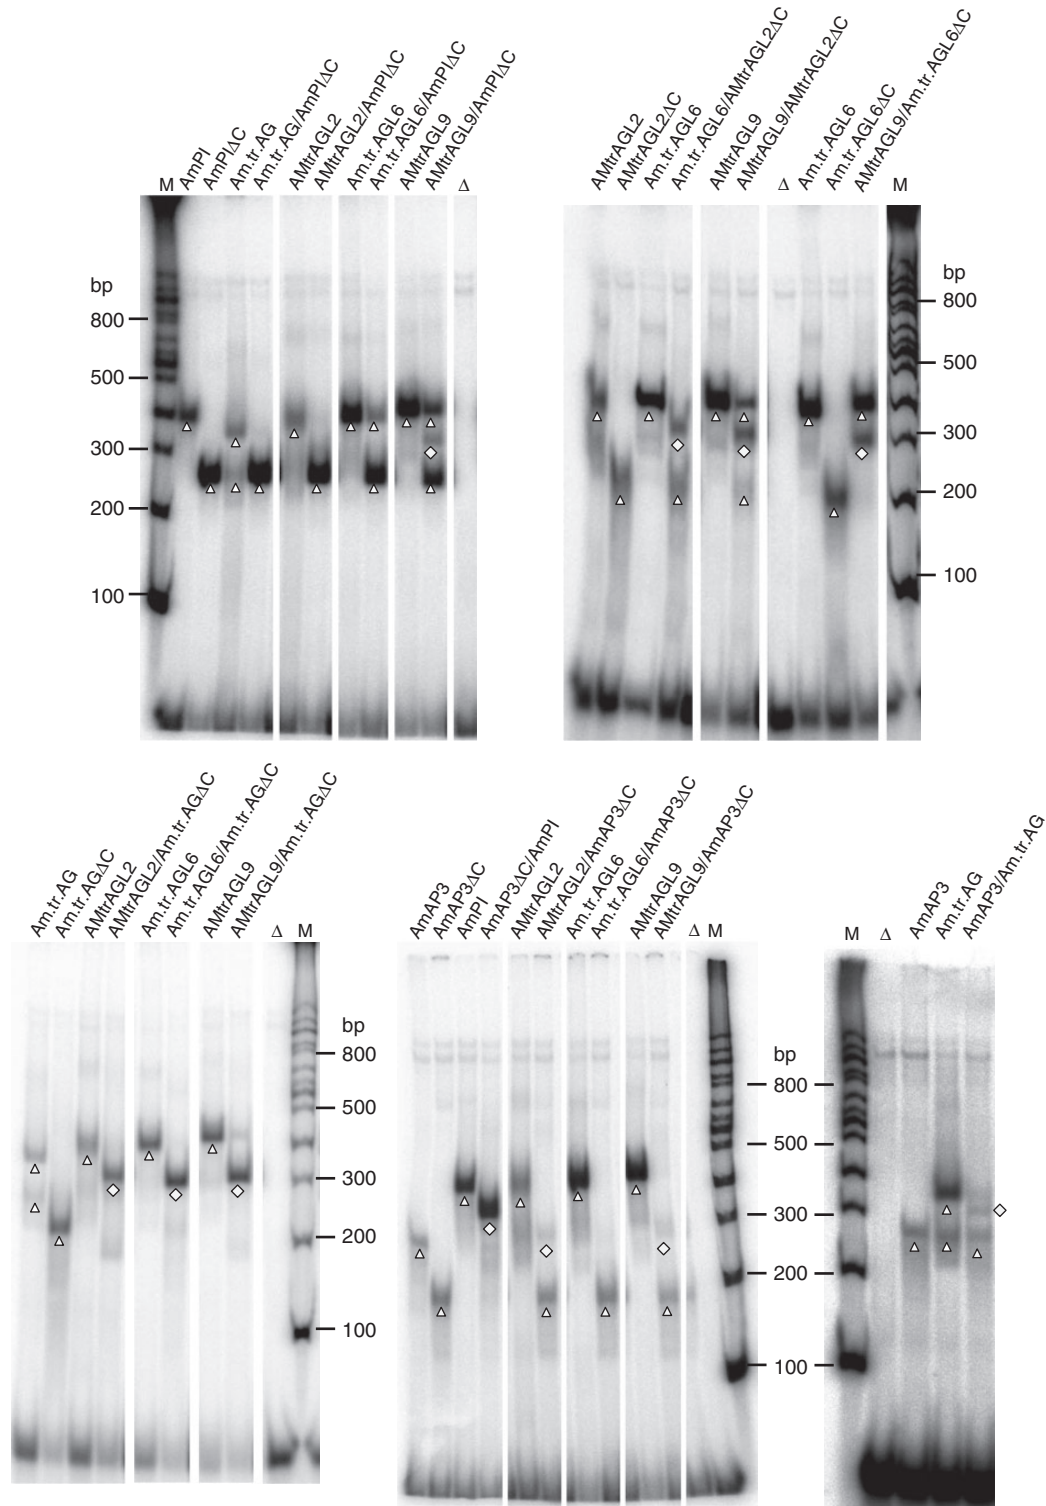 M
AmPI
AmPIΔC
Am.tr.AG
Am.tr.AG/AmPIΔC
AMtrAGL2
AMtrAGL2/AmPIΔC
Am.tr.AGL6
Am.tr.AGL6/AmPIΔC
AMtrAGL9
AMtrAGL9/AmPIΔC
Δ
bp
800
500
300
200
100
AMtrAGL2
AMtrAGL2ΔC
Am.tr.AGL6
Am.tr.AGL6/AMtrAGL2ΔC
AMtrAGL9
AMtrAGL9/AMtrAGL2ΔC
Δ
Am.tr.AGL6
Am.tr.AGL6ΔC
AMtrAGL9/Am.tr.AGL6ΔC
M
bp
800
500
300
200
100
Am.tr.AG
Am.tr.AGΔC
AMtrAGL2
AMtrAGL2/Am.tr.AGΔC
Am.tr.AGL6
Am.tr.AGL6/Am.tr.AGΔC
AMtrAGL9
AMtrAGL9/Am.tr.AGΔC
Δ
M
bp
800
500
300
200
100
AmAP3
AmAP3ΔC
AmPI
AmAP3ΔC/AmPI
AMtrAGL2
AMtrAGL2/AmAP3ΔC
Am.tr.AGL6
Am.tr.AGL6/AmAP3ΔC
AMtrAGL9
AMtrAGL9/AmAP3ΔC
Δ
M
bp
800
500
300
200
100
M
Δ
AmAP3
Am.tr.AG
AmAP3/Am.tr.AG